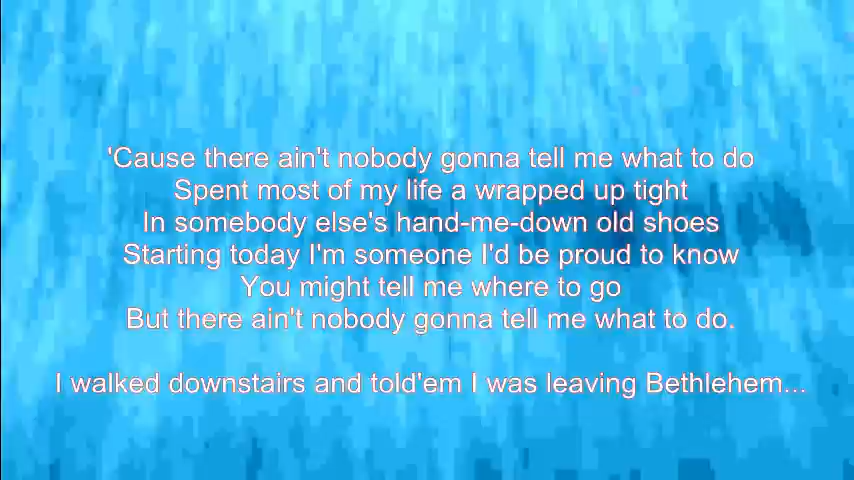 'Cause there ain't nobody gonna tell me what to do
Spent most of my life a wrapped up tight
In somebody else's hand-me-down old shoes
Starting today I'm someone I'd be proud to know
You might tell me where to go
But there ain't nobody gonna tell me what to do.
I walked downstairs and told'em I was leaving Bethlehem...